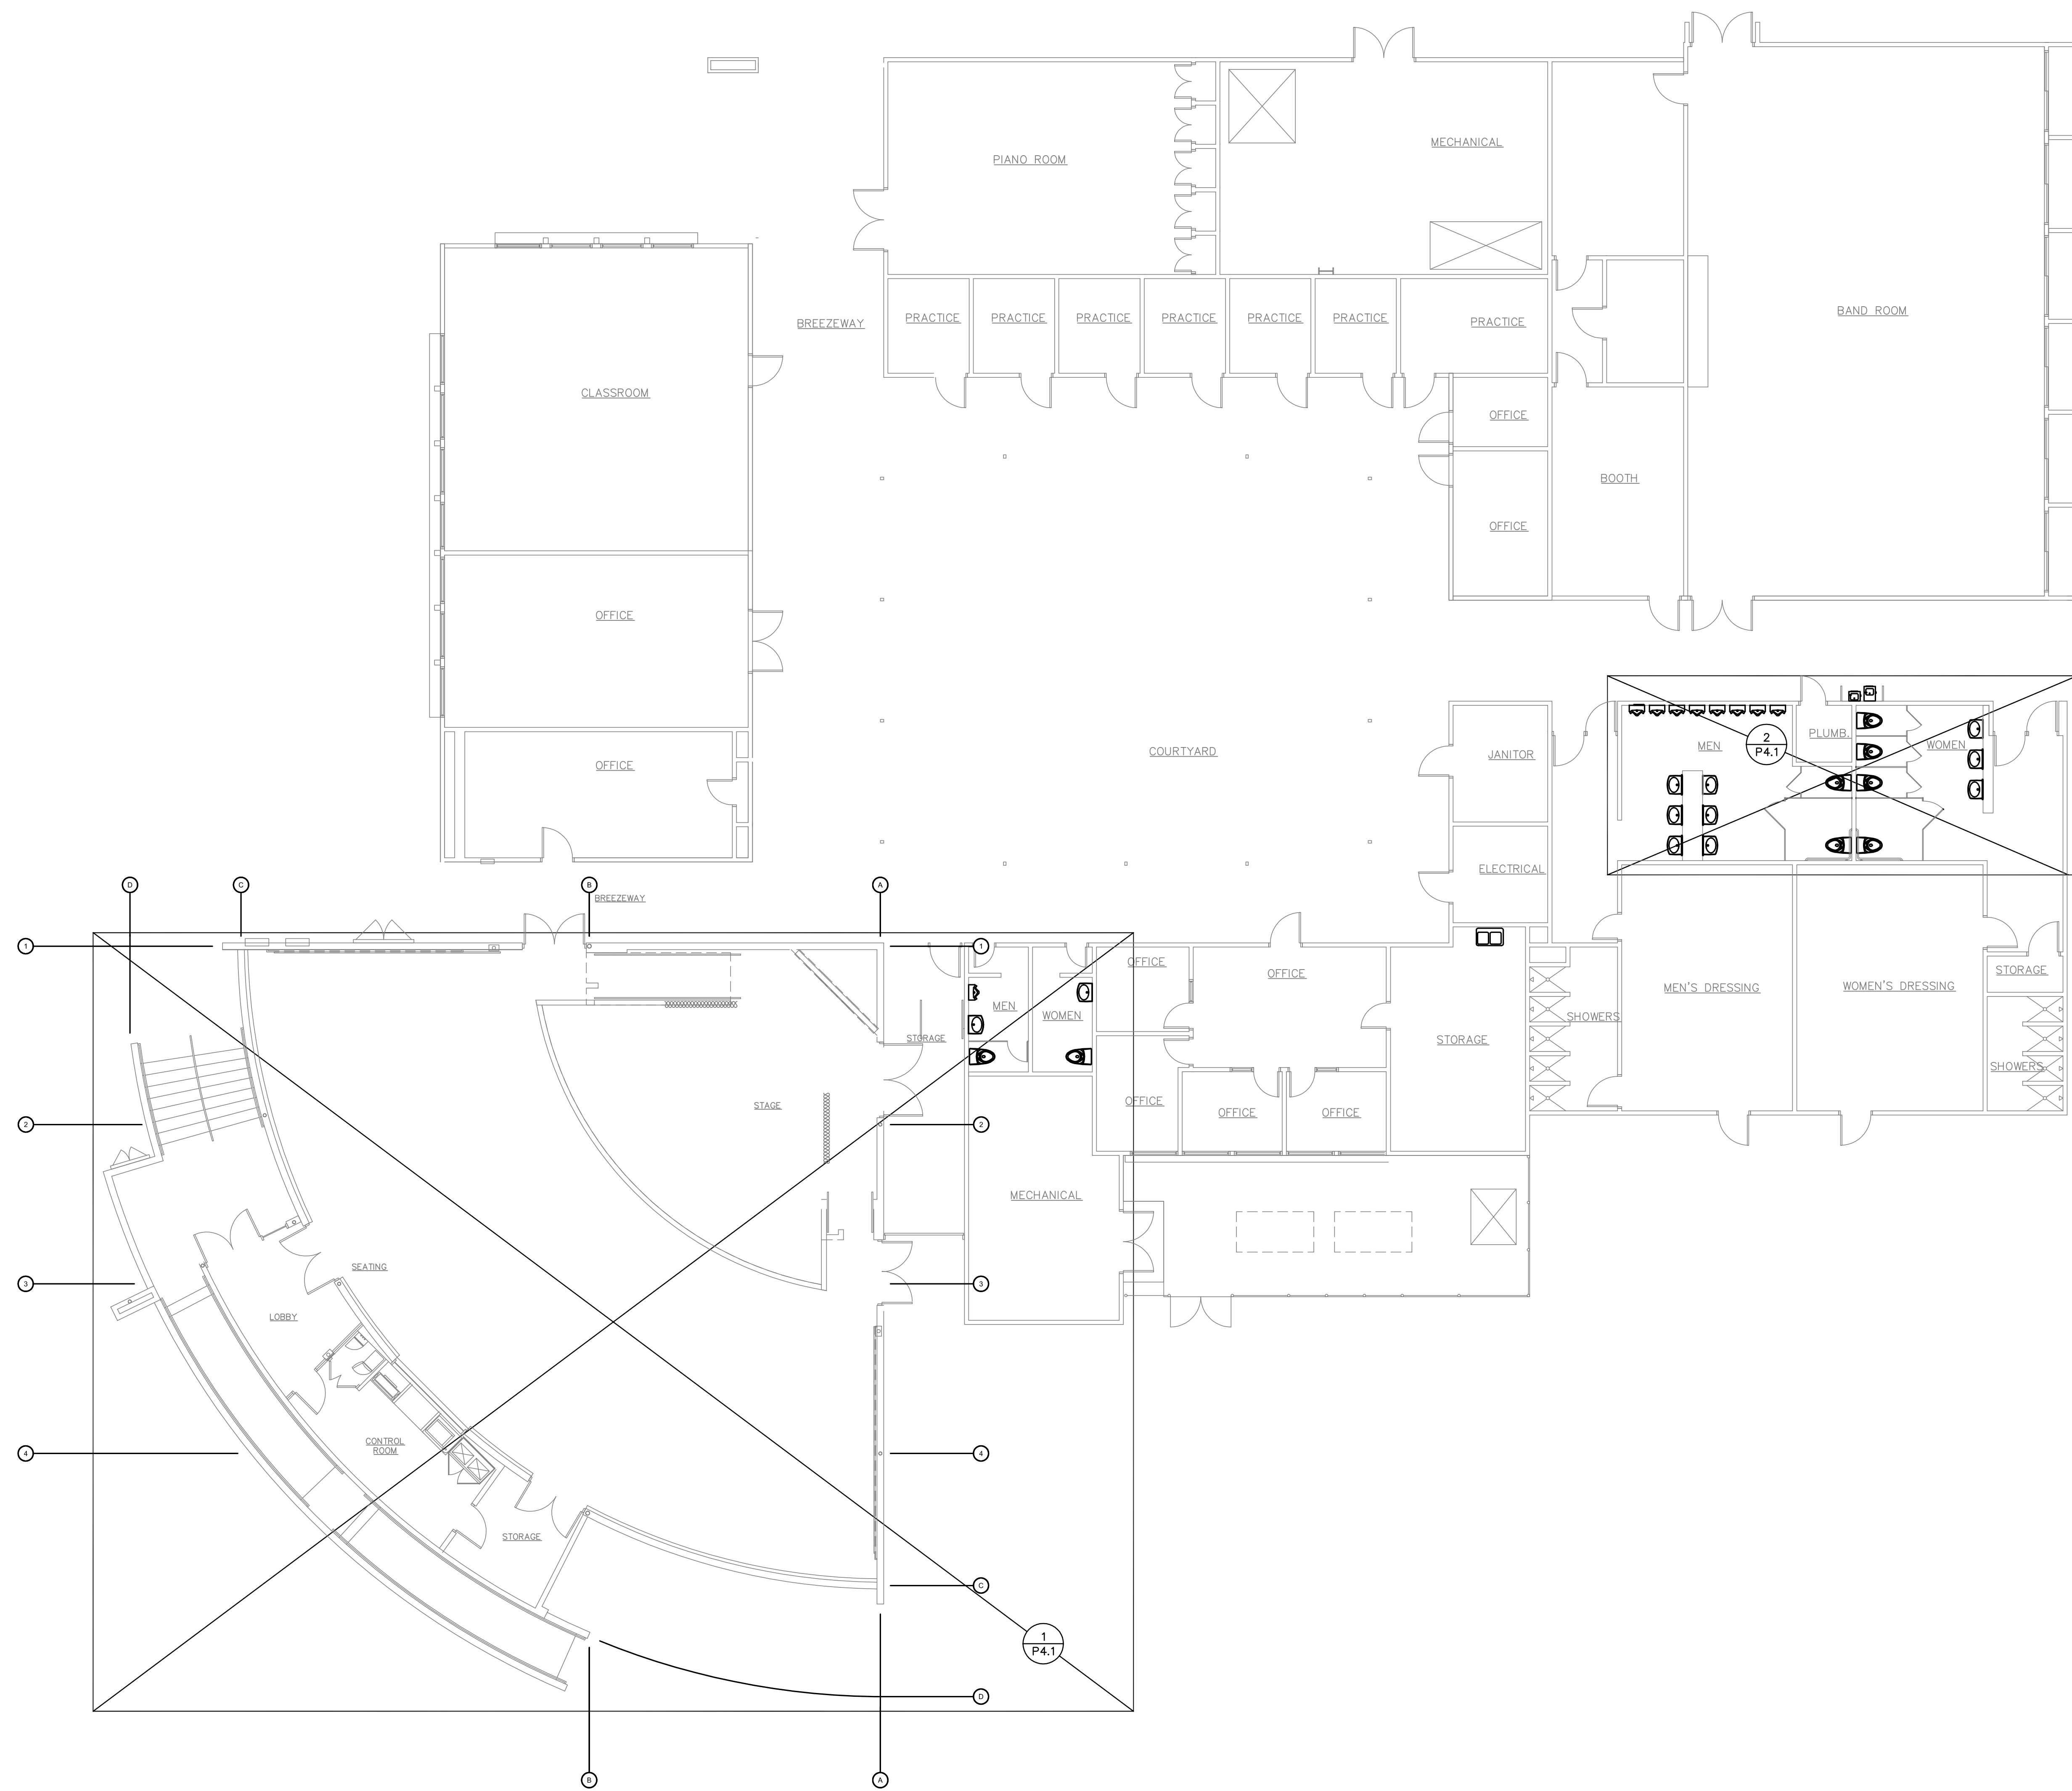 PIANO ROOM
MECHANICAL
BAND ROOM
BREEZEWAY
PRACTICE
PRACTICE
PRACTICE
PRACTICE
PRACTICE
PRACTICE
PRACTICE
CLASSROOM
OFFICE
BOOTH
OFFICE
OFFICE
OFFICE
COURTYARD
JANITOR
ELECTRICAL
MEN
2
P4.1
PLUMB.
WOMEN
D
C
B
A
BREEZEWAY
1
1
OFFICE
OFFICE
MEN
WOMEN
STORAGE
STORAGE
MEN'S DRESSING
WOMEN'S DRESSING
STORAGE
SHOWERS
SHOWERS
STAGE
2
2
OFFICE
OFFICE
OFFICE
MECHANICAL
SEATING
3
3
LOBBY
CONTROL
ROOM
4
4
STORAGE
C
1
P4.1
D
B
A